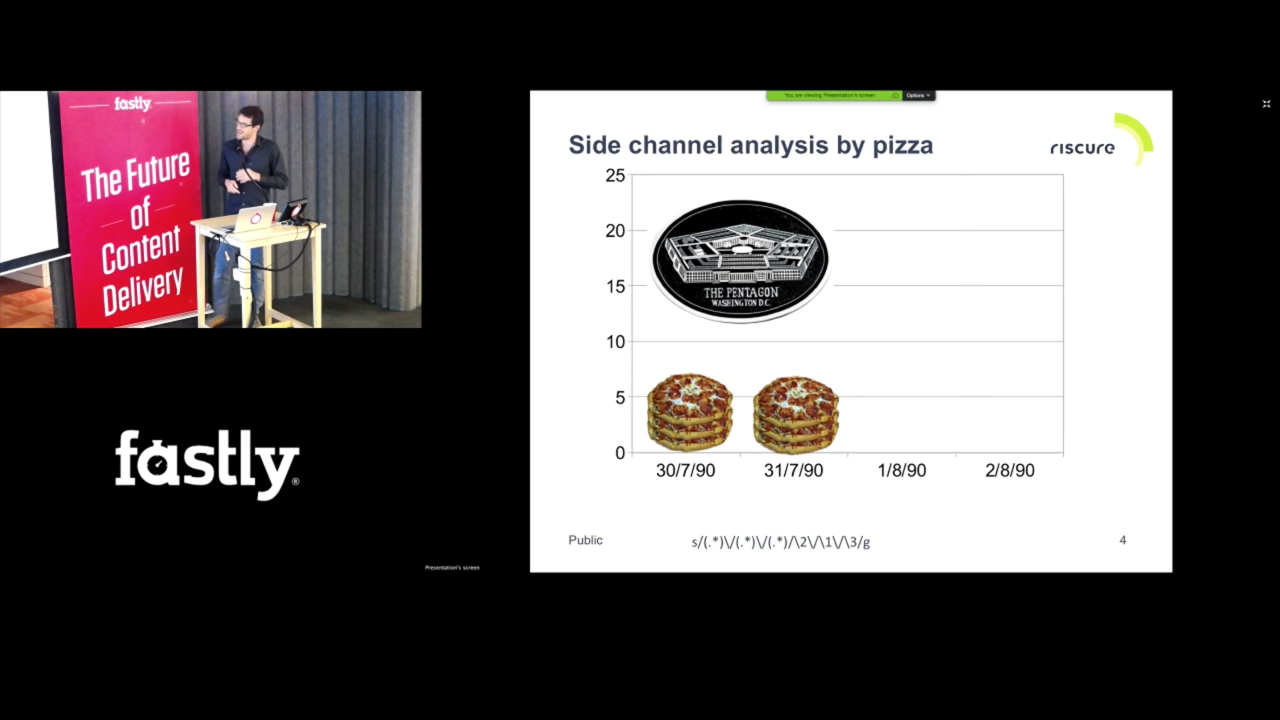 fastly.
The Future
of
Content
Delivery
fastly®
Presentation's screen
You are viewing Presentation's screen
Options
Side channel analysis by pizza
riscure
25
20
15
10
5
0
THE PENTAGON
WASHINGTON D.C.
30/7/90
31/7/90
1/8/90
2/8/90
Public
s/(.*)\/(.*)\/(.*)/\2\/\1\/\3/g
4